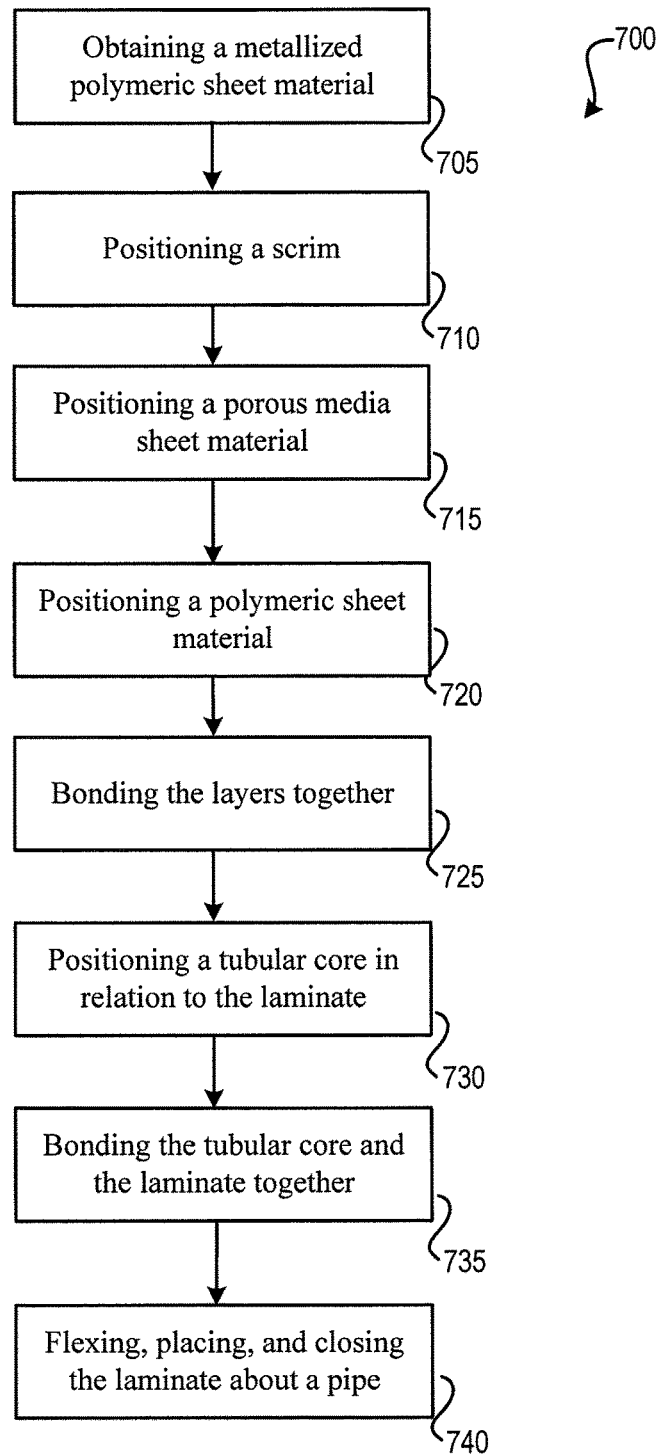 700
Obtaining a metallized
polymeric sheet material
705
Positioning a scrim
710
Positioning a porous media
sheet material
715
Positioning a polymeric sheet
material
720
Bonding the layers together
725
Positioning a tubular core in
relation to the laminate
730
Bonding the tubular core and
the laminate together
735
Flexing, placing, and closing
the laminate about a pipe
740